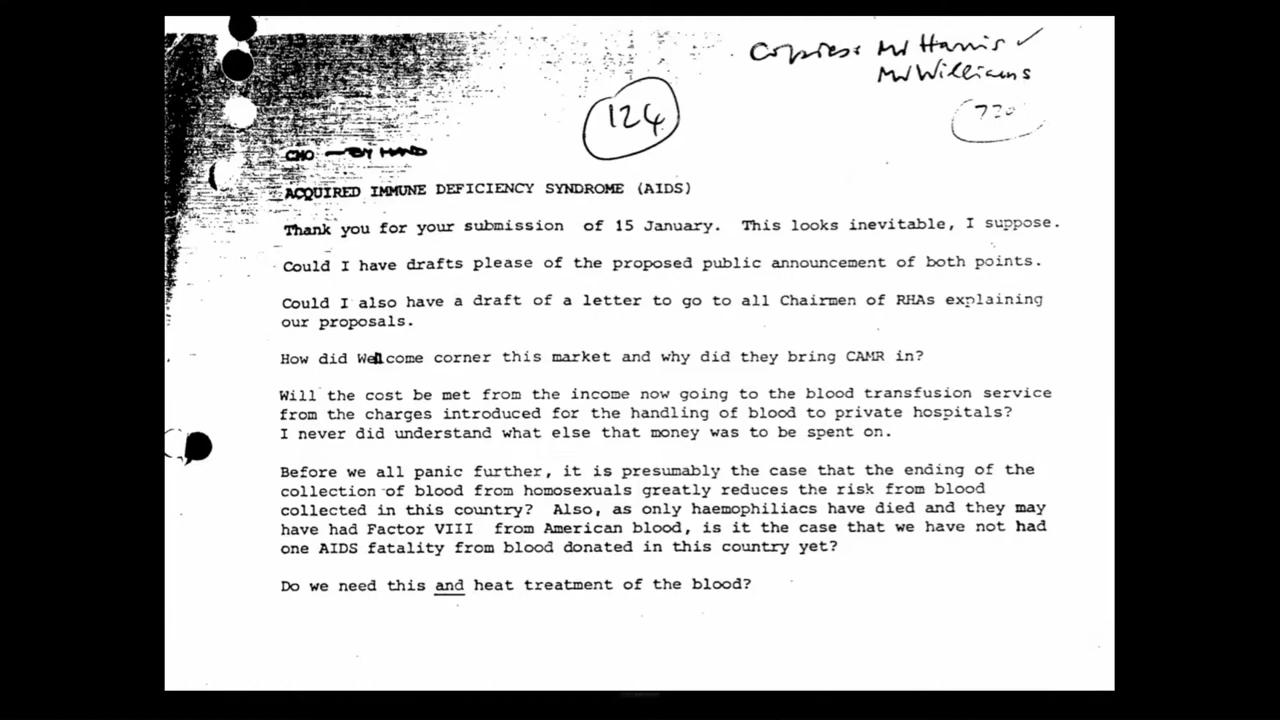 Copies: Mr Harris ✓
Mr Williams
124
CMO — BY HAND
ACQUIRED IMMUNE DEFICIENCY SYNDROME (AIDS)
Thank you for your submission of 15 January. This looks inevitable, I suppose.
Could I have drafts please of the proposed public announcement of both points.
Could I also have a draft of a letter to go to all Chairmen of RHAs explaining
our proposals.
How did Wellcome corner this market and why did they bring CAMR in?
Will the cost be met from the income now going to the blood transfusion service
from the charges introduced for the handling of blood to private hospitals?
I never did understand what else that money was to be spent on.
Before we all panic further, it is presumably the case that the ending of the
collection of blood from homosexuals greatly reduces the risk from blood
collected in this country? Also, as only haemophiliacs have died and they may
have had Factor VIII from American blood, is it the case that we have not had
one AIDS fatality from blood donated in this country yet?
Do we need this and heat treatment of the blood?